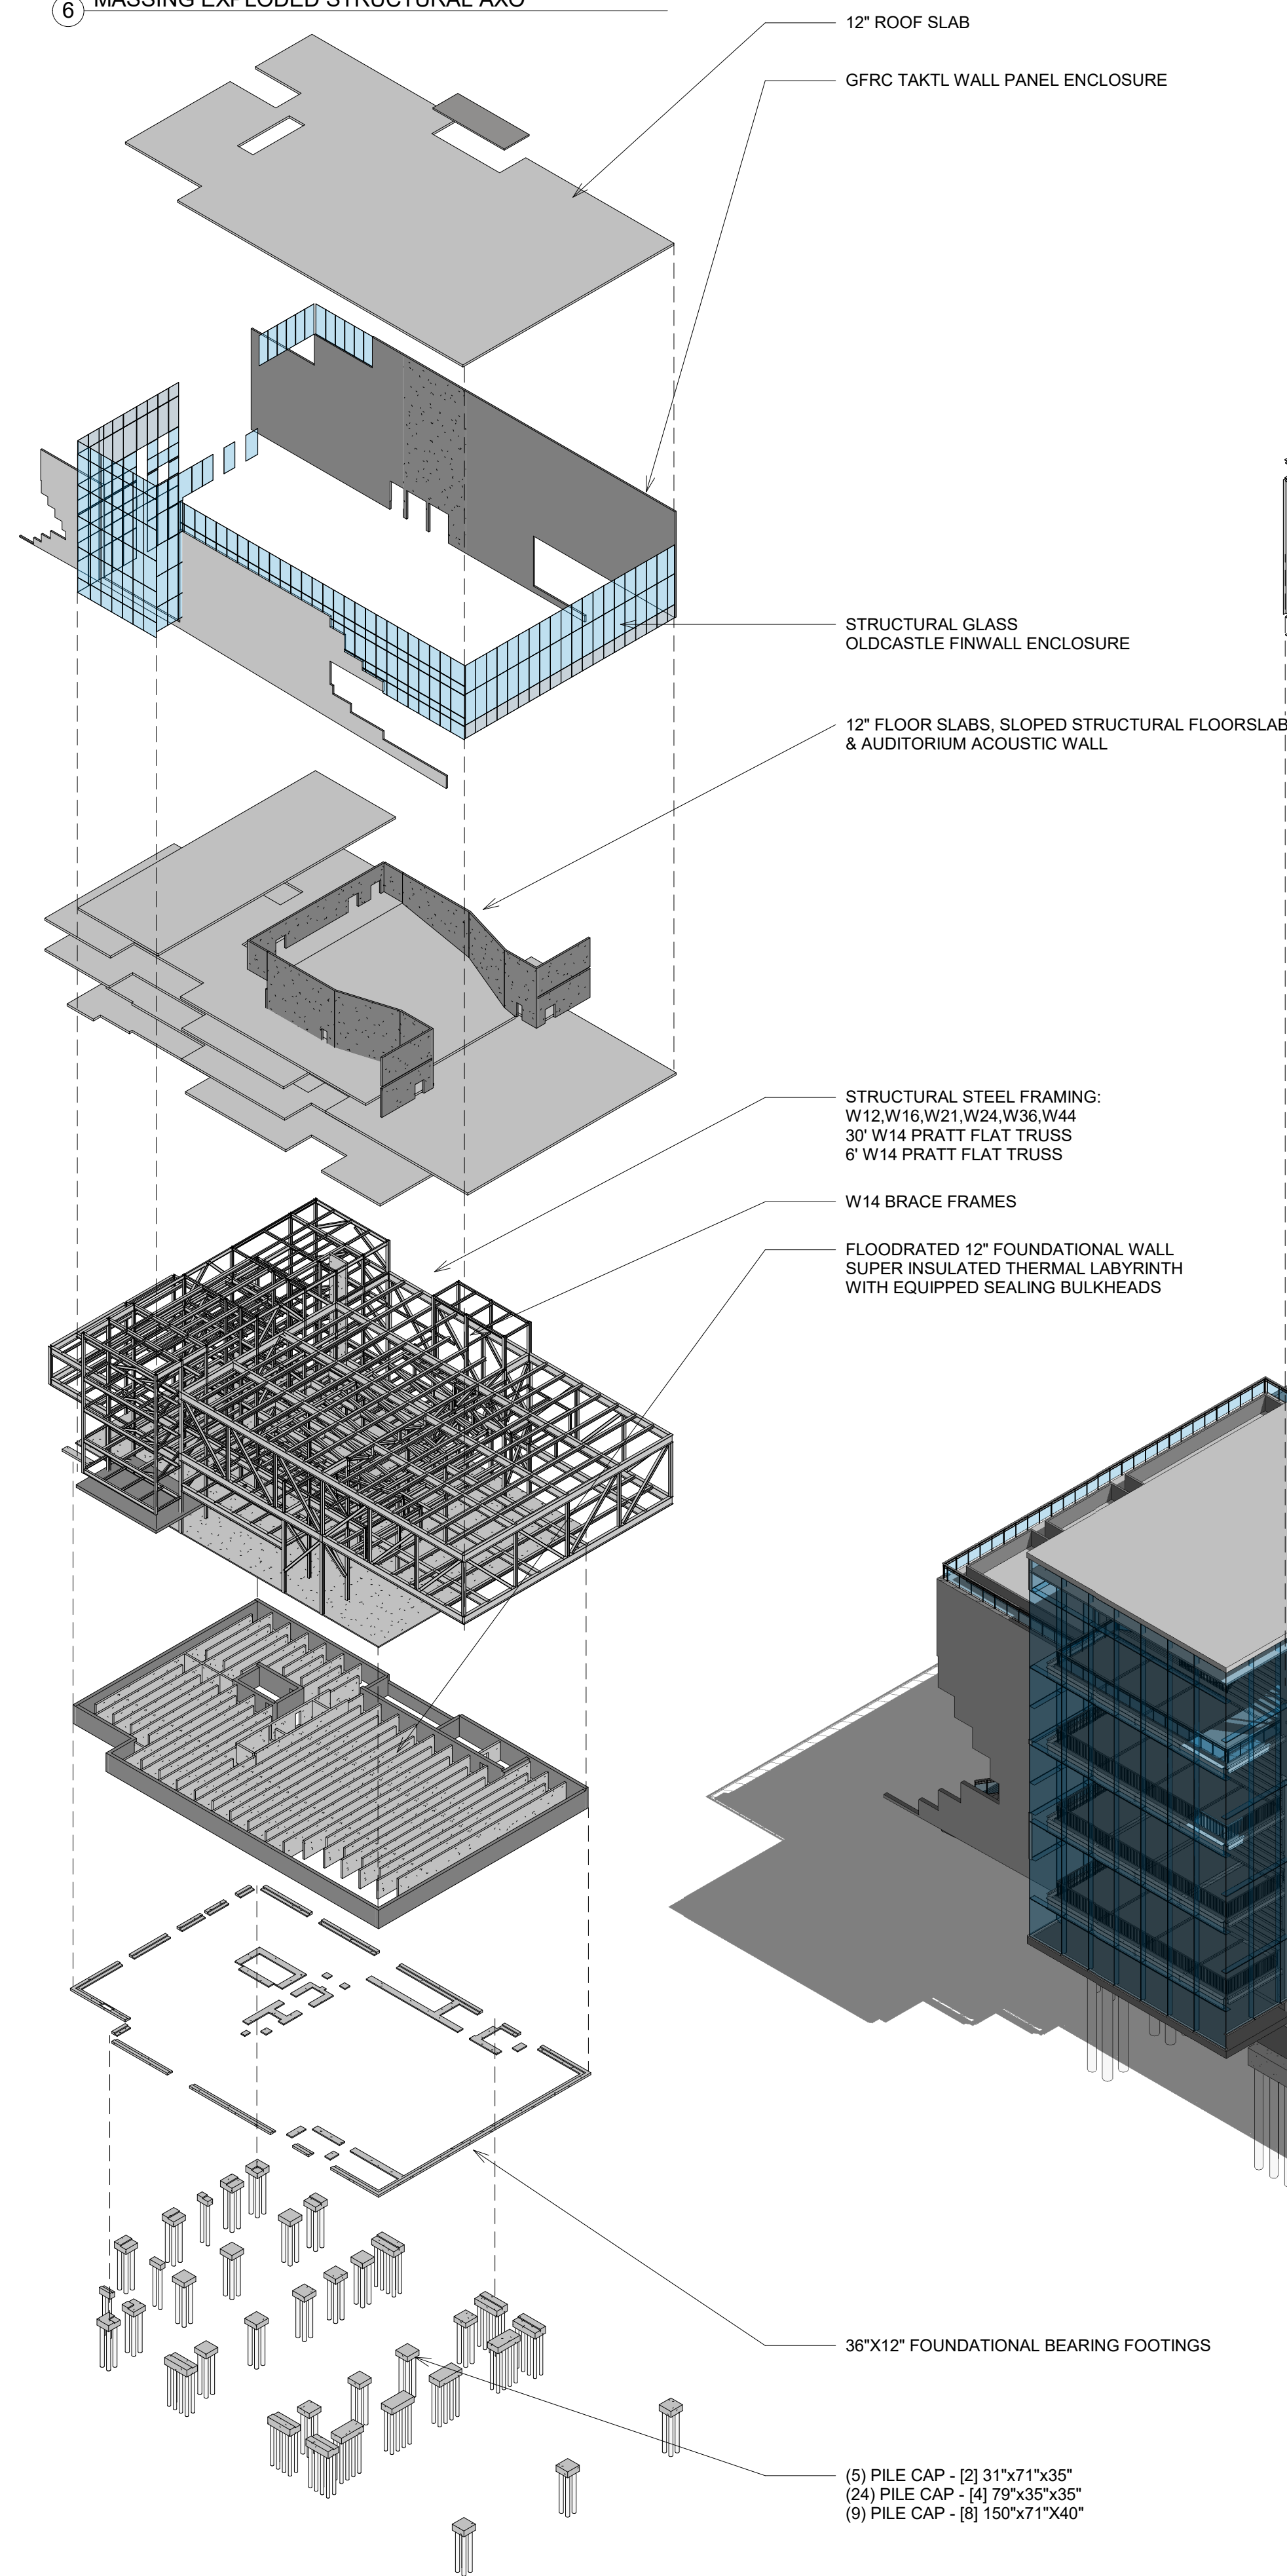 6 MASSING EXPLODED STRUCTURAL AXO
12" ROOF SLAB
GFRC TAKTL WALL PANEL ENCLOSURE
STRUCTURAL GLASS
OLDCASTLE FINWALL ENCLOSURE
12" FLOOR SLABS, SLOPED STRUCTURAL FLOORSLAB
& AUDITORIUM ACOUSTIC WALL
STRUCTURAL STEEL FRAMING:
W12,W16,W21,W24,W36,W44
30' W14 PRATT FLAT TRUSS
6' W14 PRATT FLAT TRUSS
W14 BRACE FRAMES
FLOODRATED 12" FOUNDATIONAL WALL
SUPER INSULATED THERMAL LABYRINTH
WITH EQUIPPED SEALING BULKHEADS
36"X12" FOUNDATIONAL BEARING FOOTINGS
(5) PILE CAP - [2] 31"x71"x35"
(24) PILE CAP - [4] 79"x35"x35"
(9) PILE CAP - [8] 150"x71"X40"